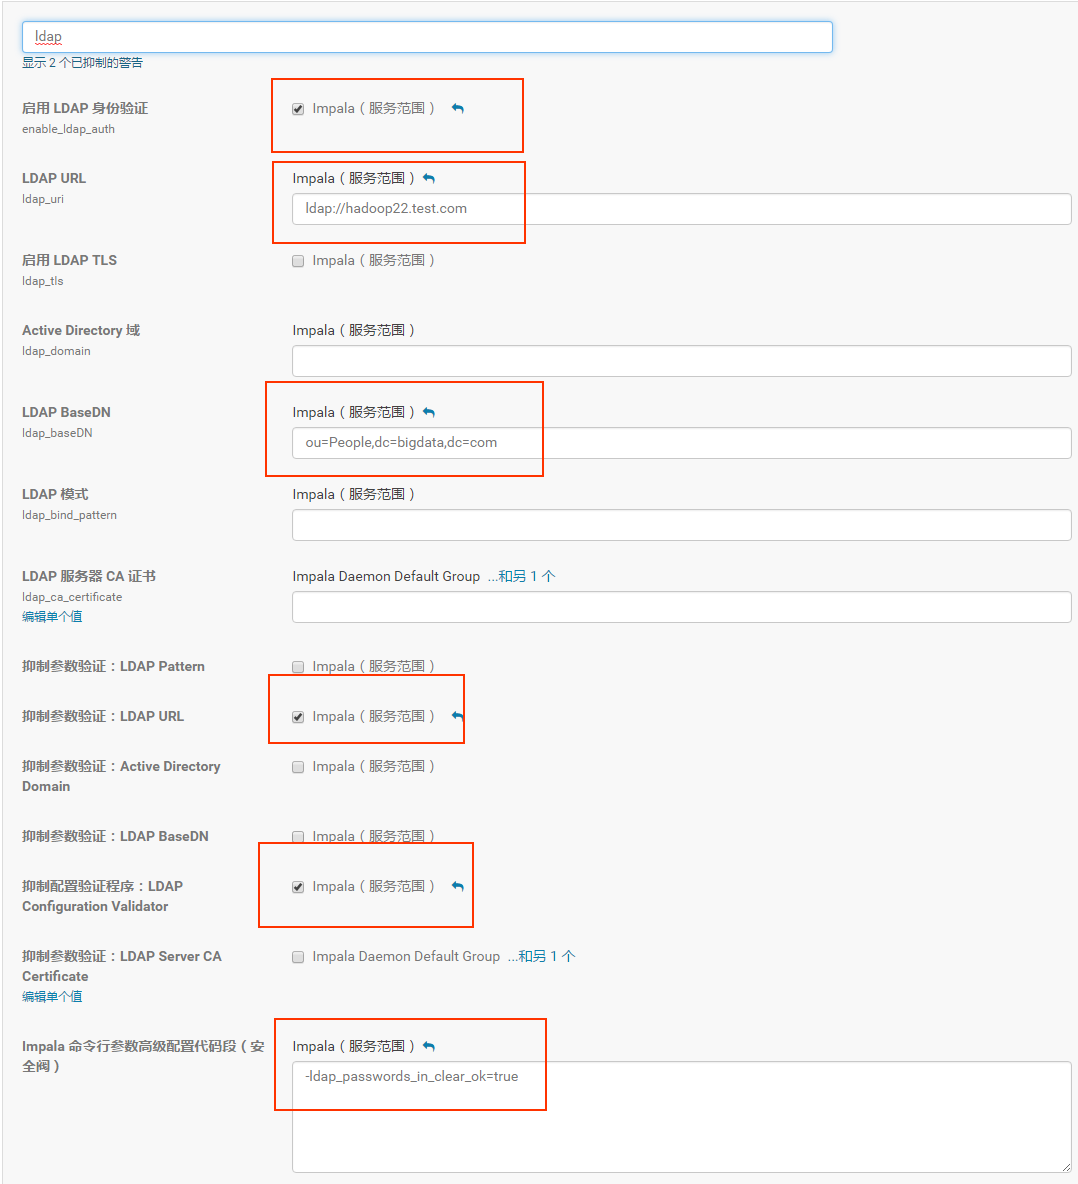 ldap
显示 2 个已抑制的警告
启用 LDAP 身份验证
Impala（服务范围）
enable_ldap_auth
LDAP URL
Impala（服务范围）
ldap_uri
ldap://hadoop22.test.com
启用 LDAP TLS
Impala（服务范围）
ldap_tls
Active Directory 域
Impala（服务范围）
ldap_domain
LDAP BaseDN
Impala（服务范围）
ldap_baseDN
ou=People,dc=bigdata,dc=com
LDAP 模式
Impala（服务范围）
ldap_bind_pattern
LDAP 服务器 CA 证书
Impala Daemon Default Group ...和另 1 个
ldap_ca_certificate
编辑单个值
抑制参数验证：LDAP Pattern
Impala（服务范围）
抑制参数验证：LDAP URL
Impala（服务范围）
抑制参数验证：Active Directory
Domain
Impala（服务范围）
抑制参数验证：LDAP BaseDN
Impala（服务范围）
抑制配置验证程序：LDAP
Configuration Validator
Impala（服务范围）
抑制参数验证：LDAP Server CA
Certificate
Impala Daemon Default Group ...和另 1 个
编辑单个值
Impala 命令行参数高级配置代码段（安
全阀）
Impala（服务范围）
-ldap_passwords_in_clear_ok=true